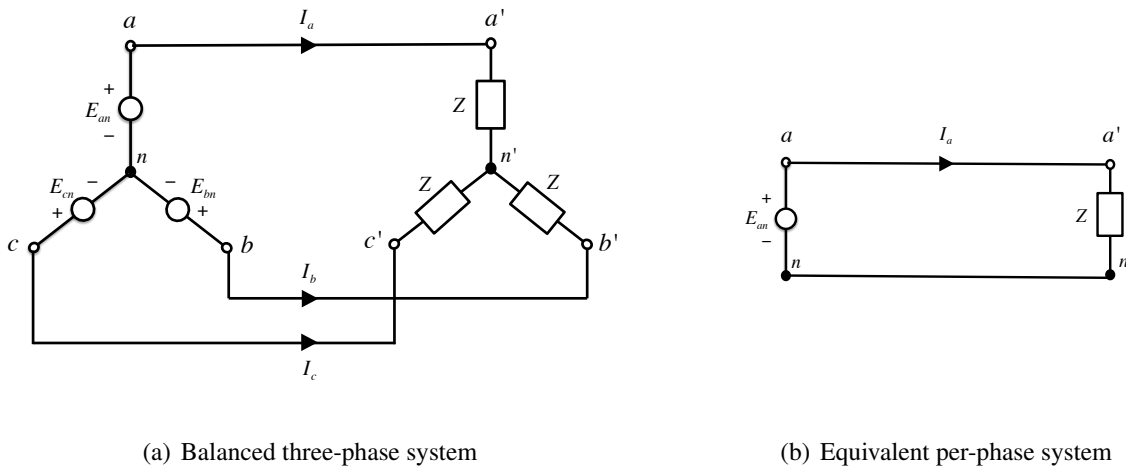 a I_a a'
+
E_an Z
−
n n'
E_cn − − E_bn Z Z
+ +
c b c' b'
I_b
I_c
a I_a a'
+
E_an Z
−
n n
(a) Balanced three-phase system
(b) Equivalent per-phase system